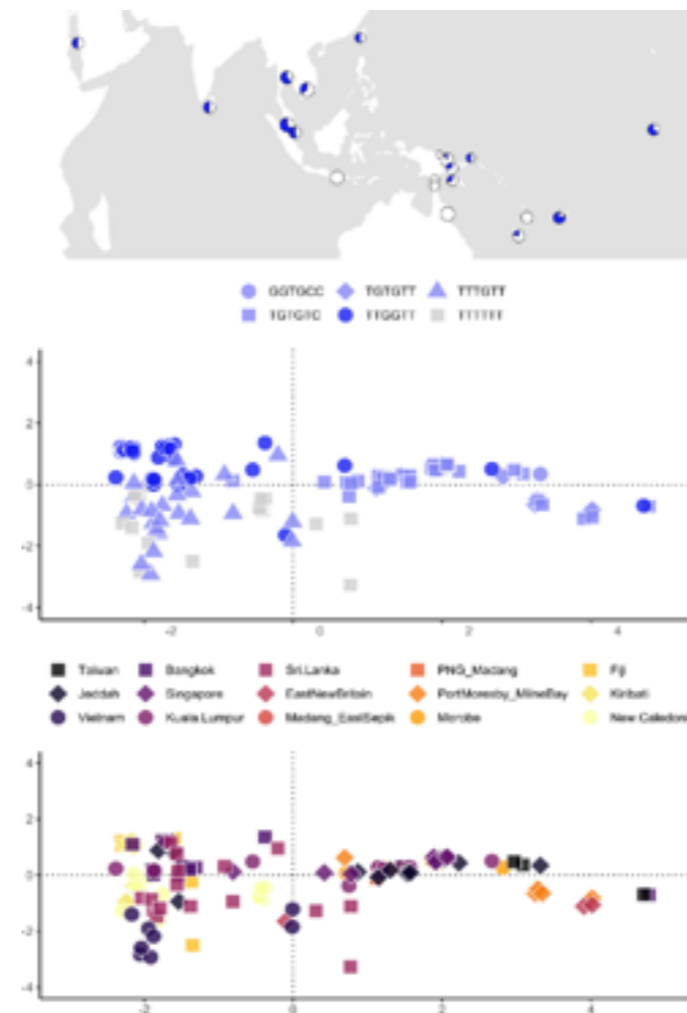 GGTGCC TGTGTT TTTGTT
TGTGTC TTGGTT TTTTTT
4
2
0
-2
-4
-2 0 2 4
Taiwan Bangkok Sri.Lanka PNG_Madang Fiji
Jeddah Singapore EastNewBritain PortMoresby_MilneBay Kiribati
Vietnam Kuala Lumpur Madang_EastSepik Morobe New Caledoni
4
2
0
-2
-4
-2 0 2 4